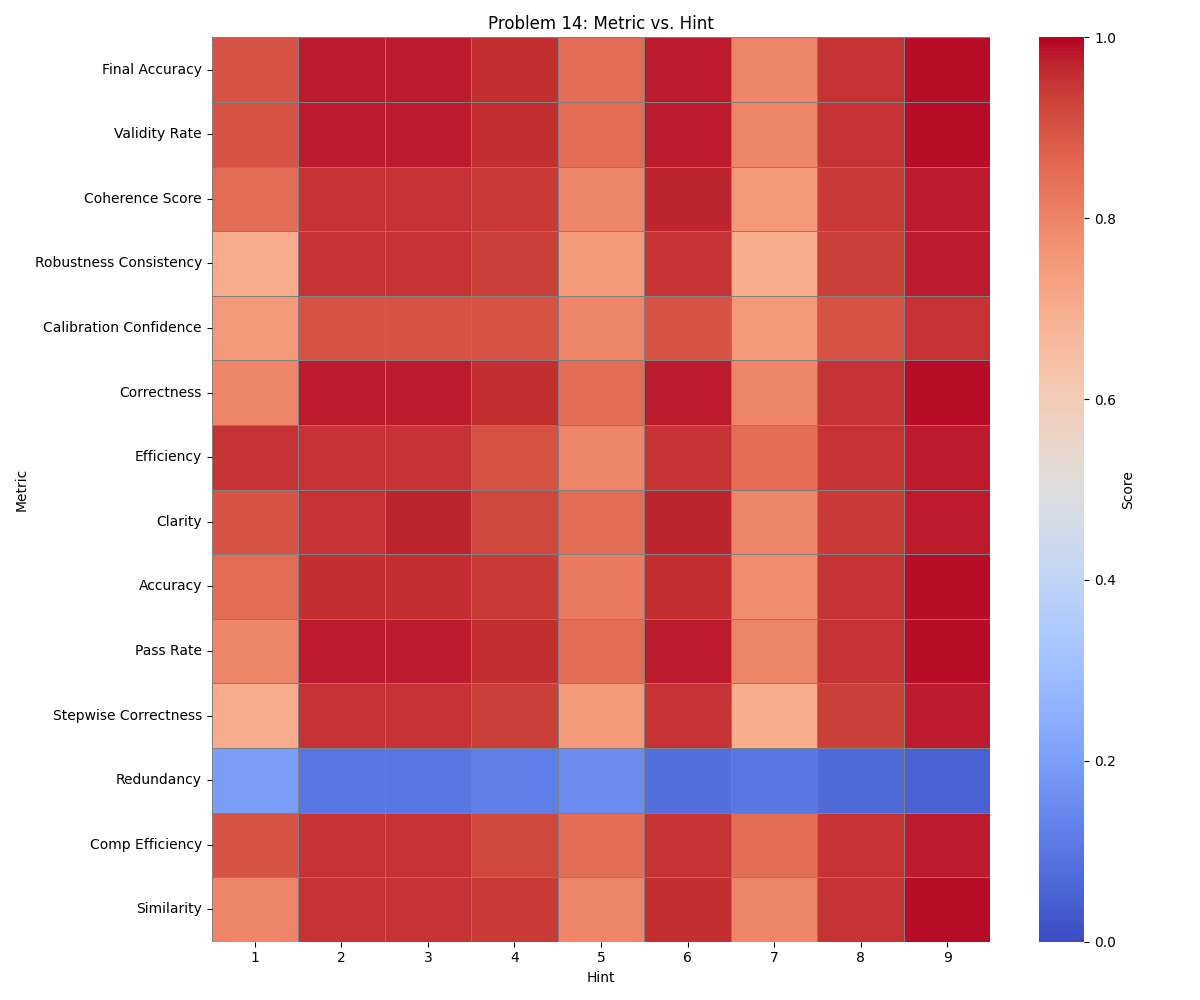 Problem 14: Metric vs. Hint
Final Accuracy
Validity Rate
Coherence Score
Robustness Consistency
Calibration Confidence
Correctness
Efficiency
Clarity
Accuracy
Pass Rate
Stepwise Correctness
Redundancy
Comp Efficiency
Similarity
Metric
1 2 3 4 5 6 7 8 9
Hint
1.0
0.8
0.6
0.4
0.2
0.0
Score